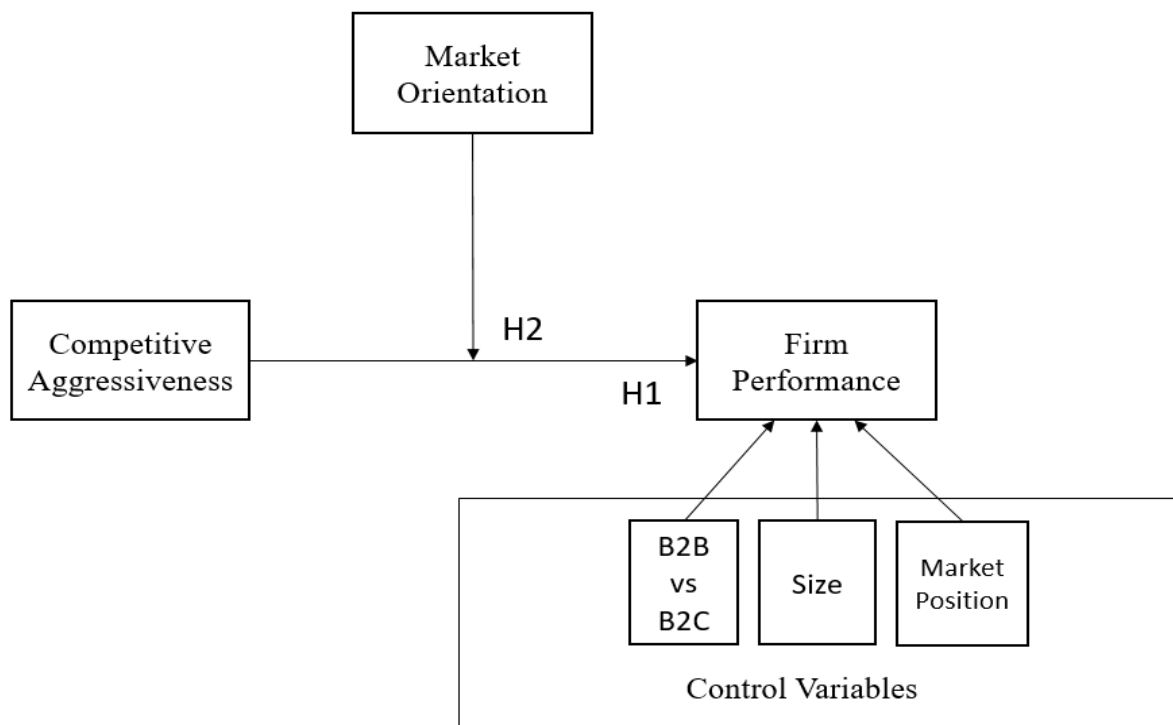 Market
Orientation
H2
Competitive
Aggressiveness
Firm
Performance
H1
B2B
vs
B2C
Size
Market
Position
Control Variables